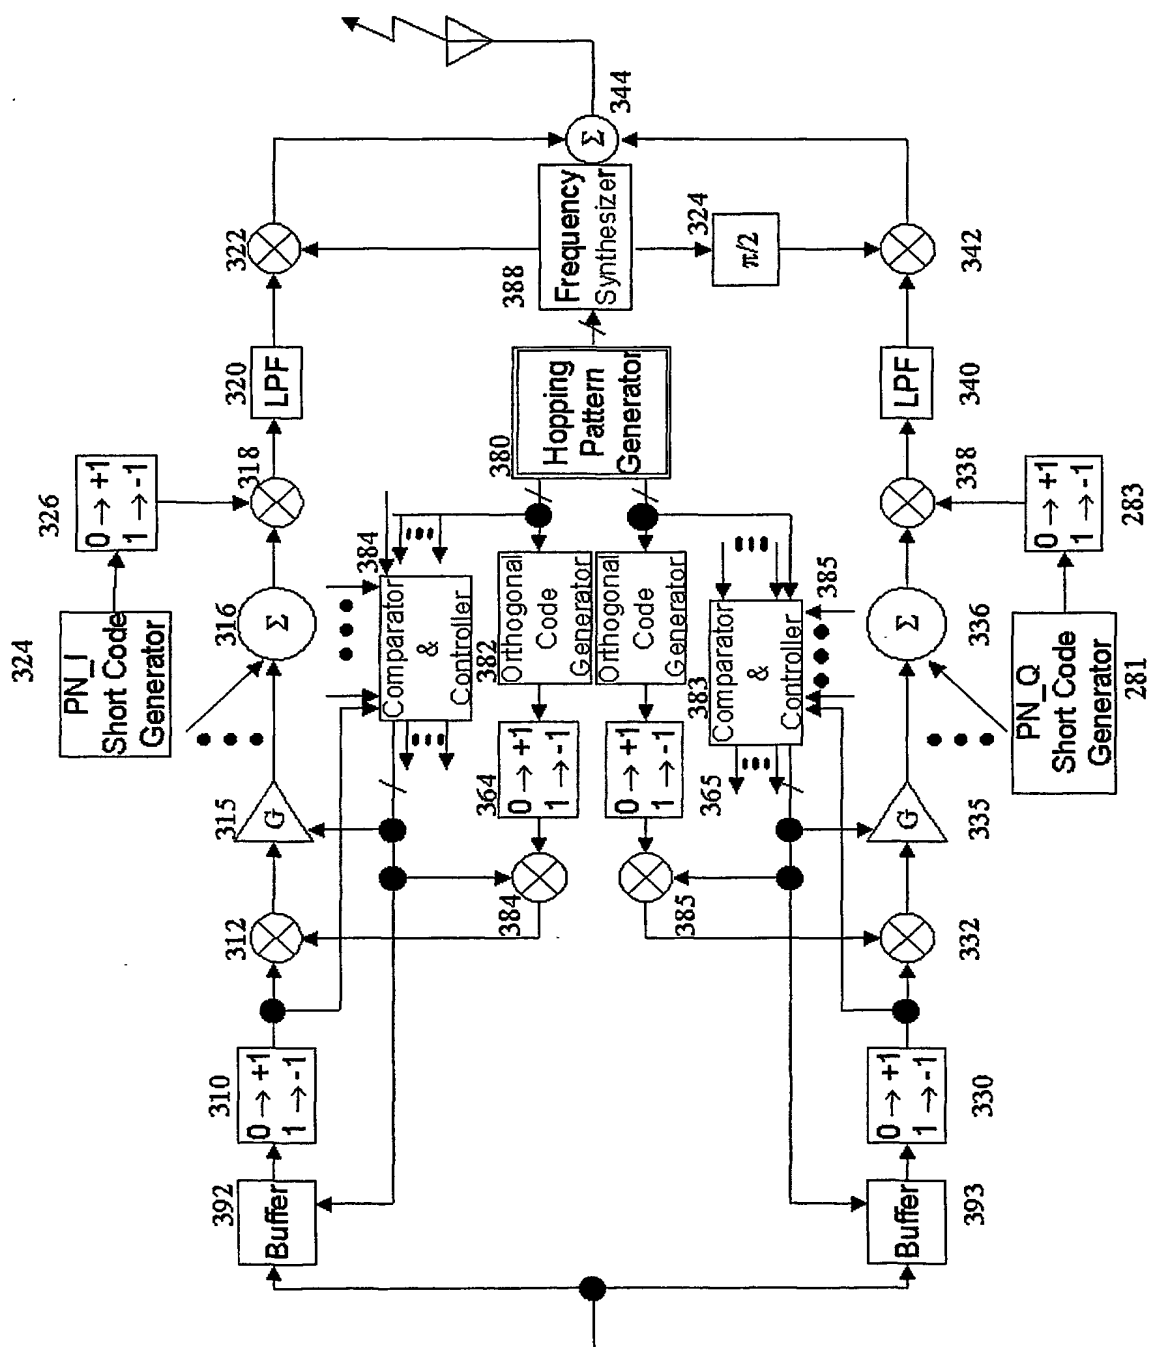 344
322
Frequency
Synthesizer
388
324
π/2
342
Σ
320
LPF
Hopping
Pattern
Generator
380
LPF
340
326
0 → +1
1 → -1
318
338
0 → +1
1 → -1
283
324
PN_I
Short Code
Generator
316
Σ
384
Comparator
&
Controller
382
Orthogonal
Code
Generator
Orthogonal
Code
Generator
383
Comparator
&
Controller
385
Σ
336
PN_Q
Short Code
Generator
281
315
G
364
0 → +1
1 → -1
0 → +1
1 → -1
365
G
335
312
384
385
332
310
0 → +1
1 → -1
0 → +1
1 → -1
330
392
Buffer
Buffer
393